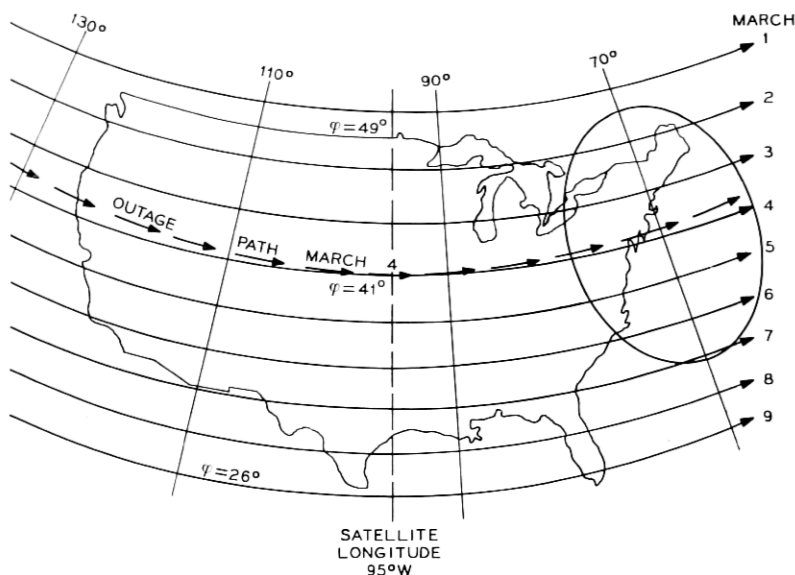 130°
110°
90°
70°
MARCH
1
2
3
4
5
6
7
8
9
φ=49°
OUTAGE PATH MARCH 4
φ=41°
φ=26°
SATELLITE
LONGITUDE
95°W